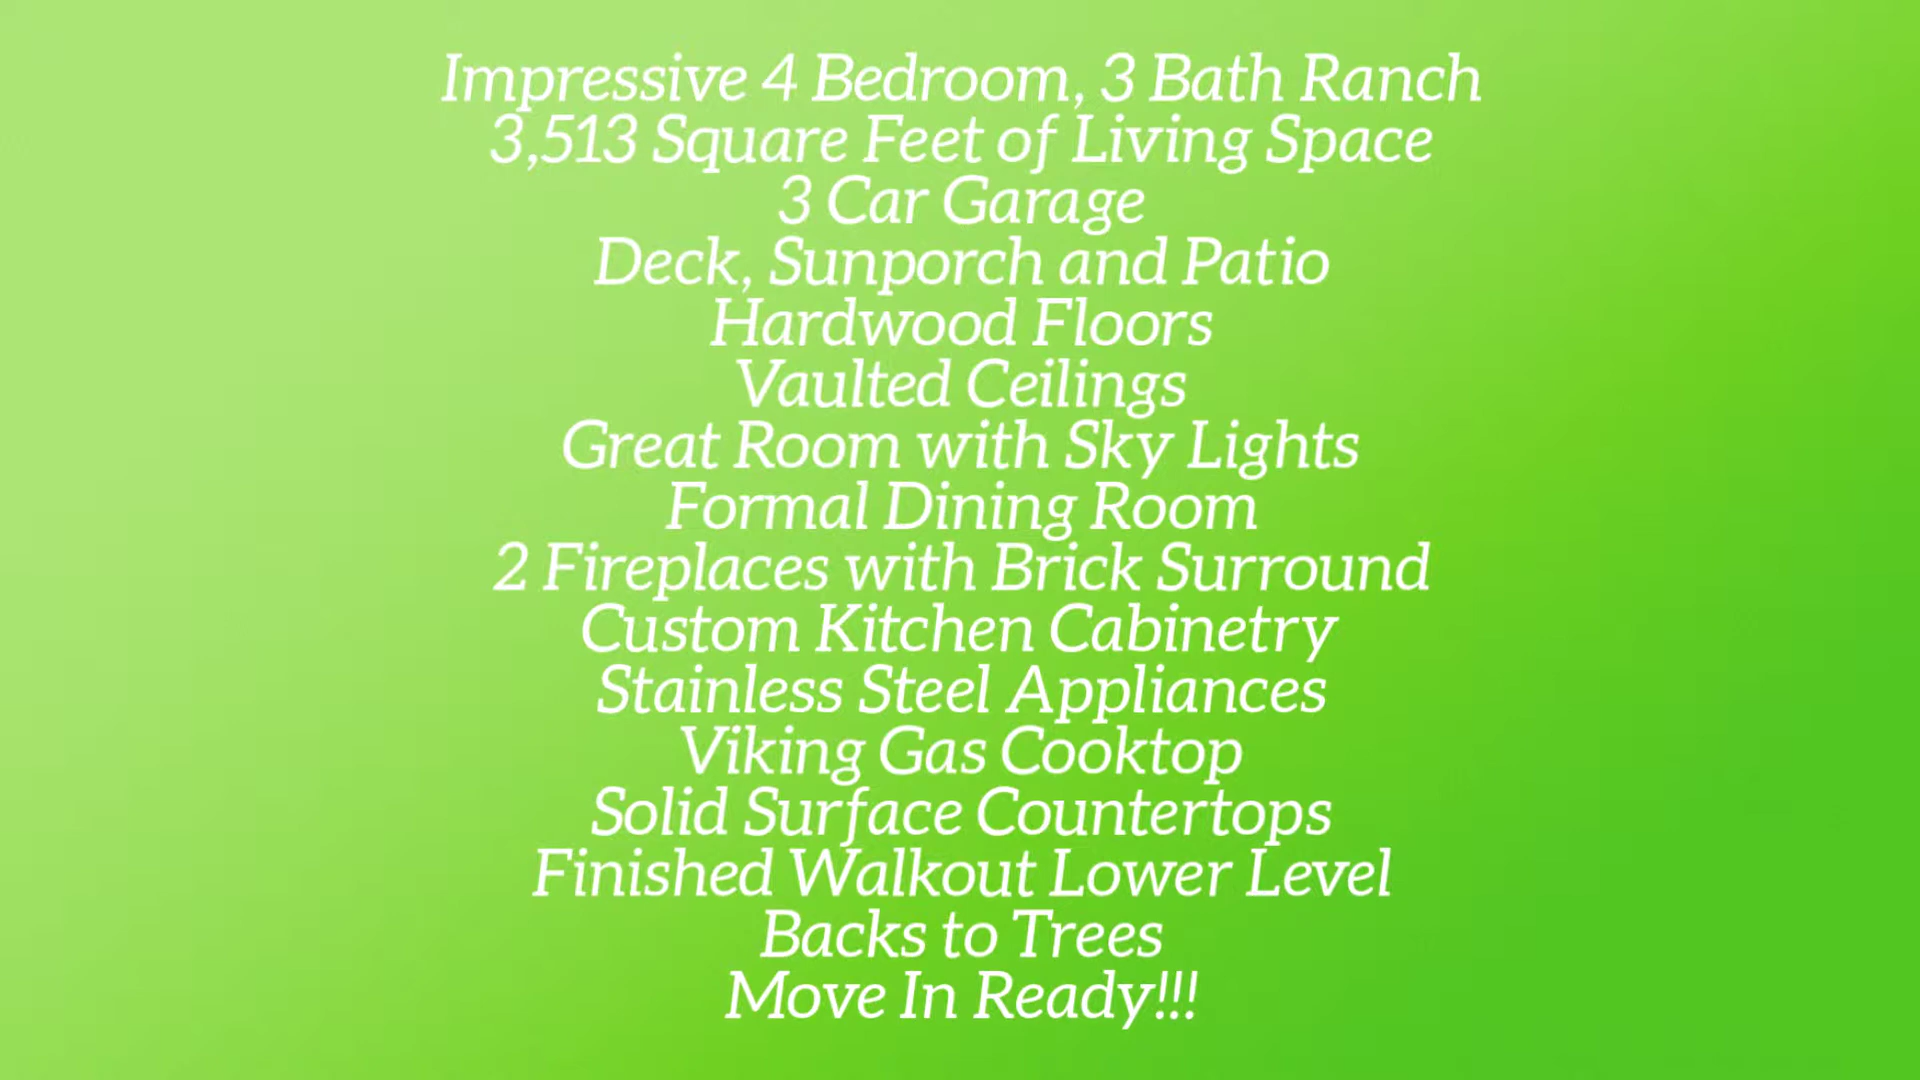 Impressive 4 Bedroom, 3 Bath Ranch
3,513 Square Feet of Living Space
3 Car Garage
Deck, Sunporch and Patio
Hardwood Floors
Vaulted Ceilings
Great Room with Sky Lights
Formal Dining Room
2 Fireplaces with Brick Surround
Custom Kitchen Cabinetry
Stainless Steel Appliances
Viking Gas Cooktop
Solid Surface Countertops
Finished Walkout Lower Level
Backs to Trees
Move In Ready!!!